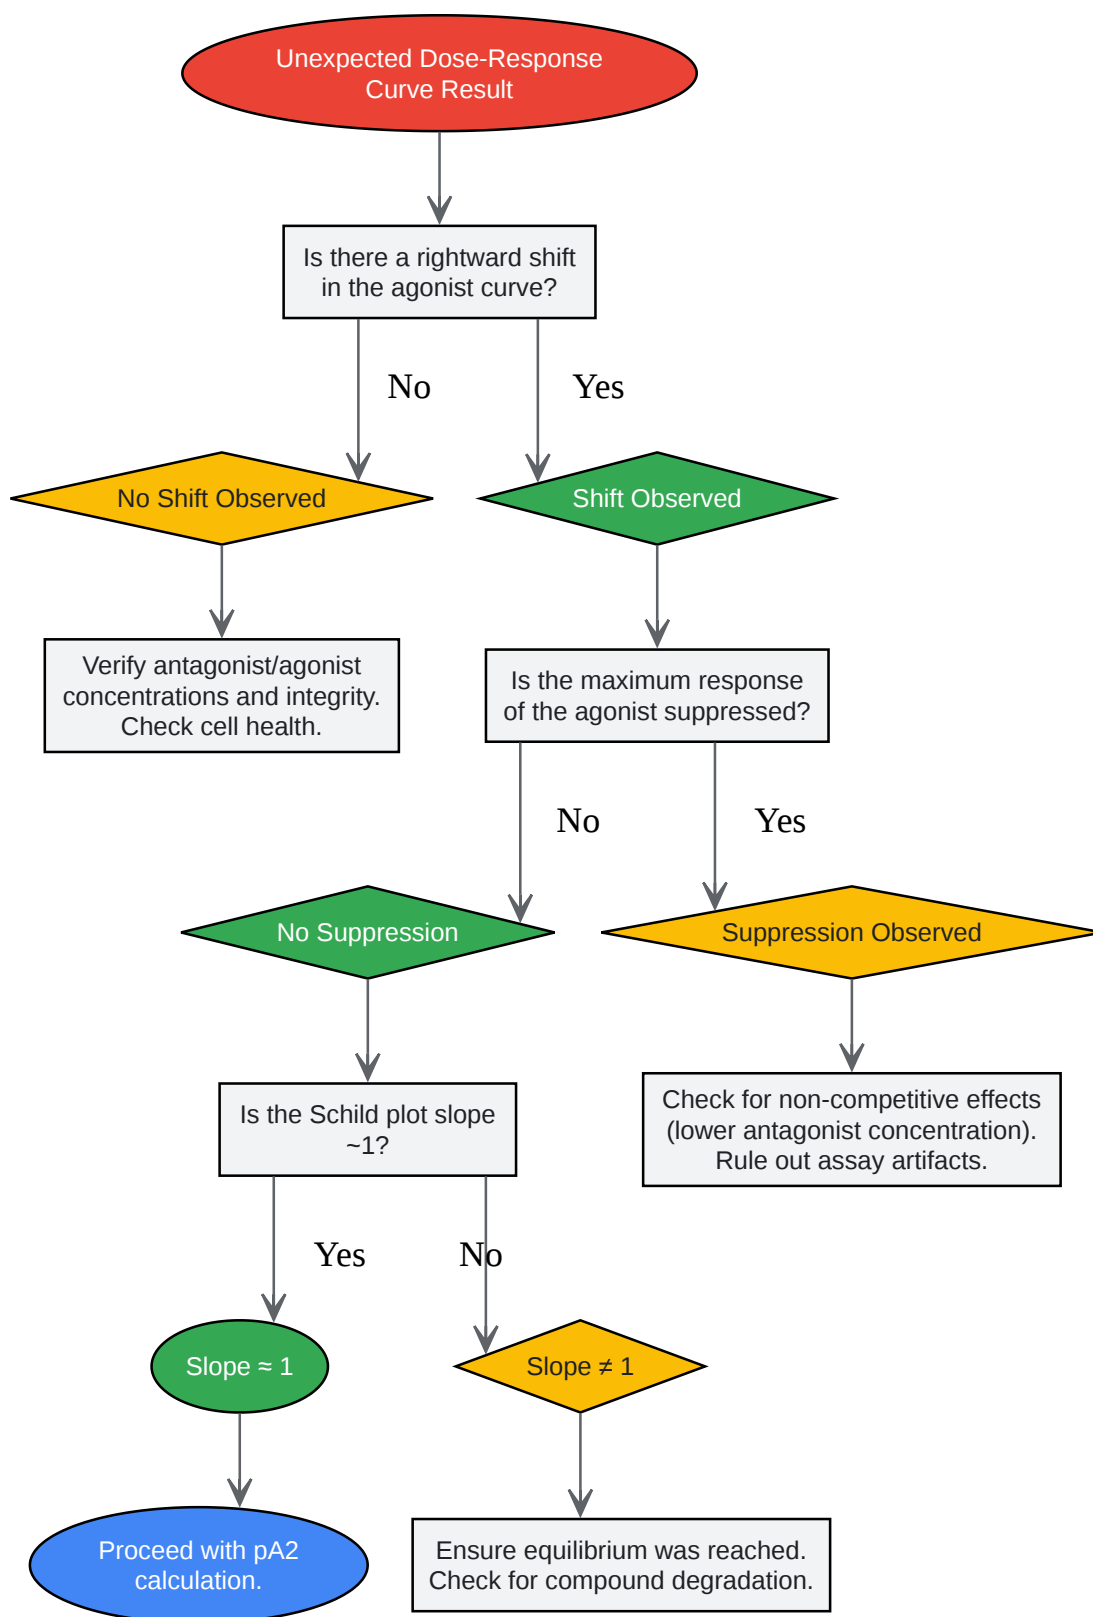 Unexpected Dose-Response
Curve Result
Is there a rightward shift
in the agonist curve?
No
Yes
No Shift Observed
Shift Observed
Verify antagonist/agonist
concentrations and integrity.
Check cell health.
Is the maximum response
of the agonist suppressed?
No
Yes
No Suppression
Suppression Observed
Is the Schild plot slope
~1?
Check for non-competitive effects
(lower antagonist concentration).
Rule out assay artifacts.
Yes
No
Slope ≈ 1
Slope ≠ 1
Proceed with pA2
calculation.
Ensure equilibrium was reached.
Check for compound degradation.